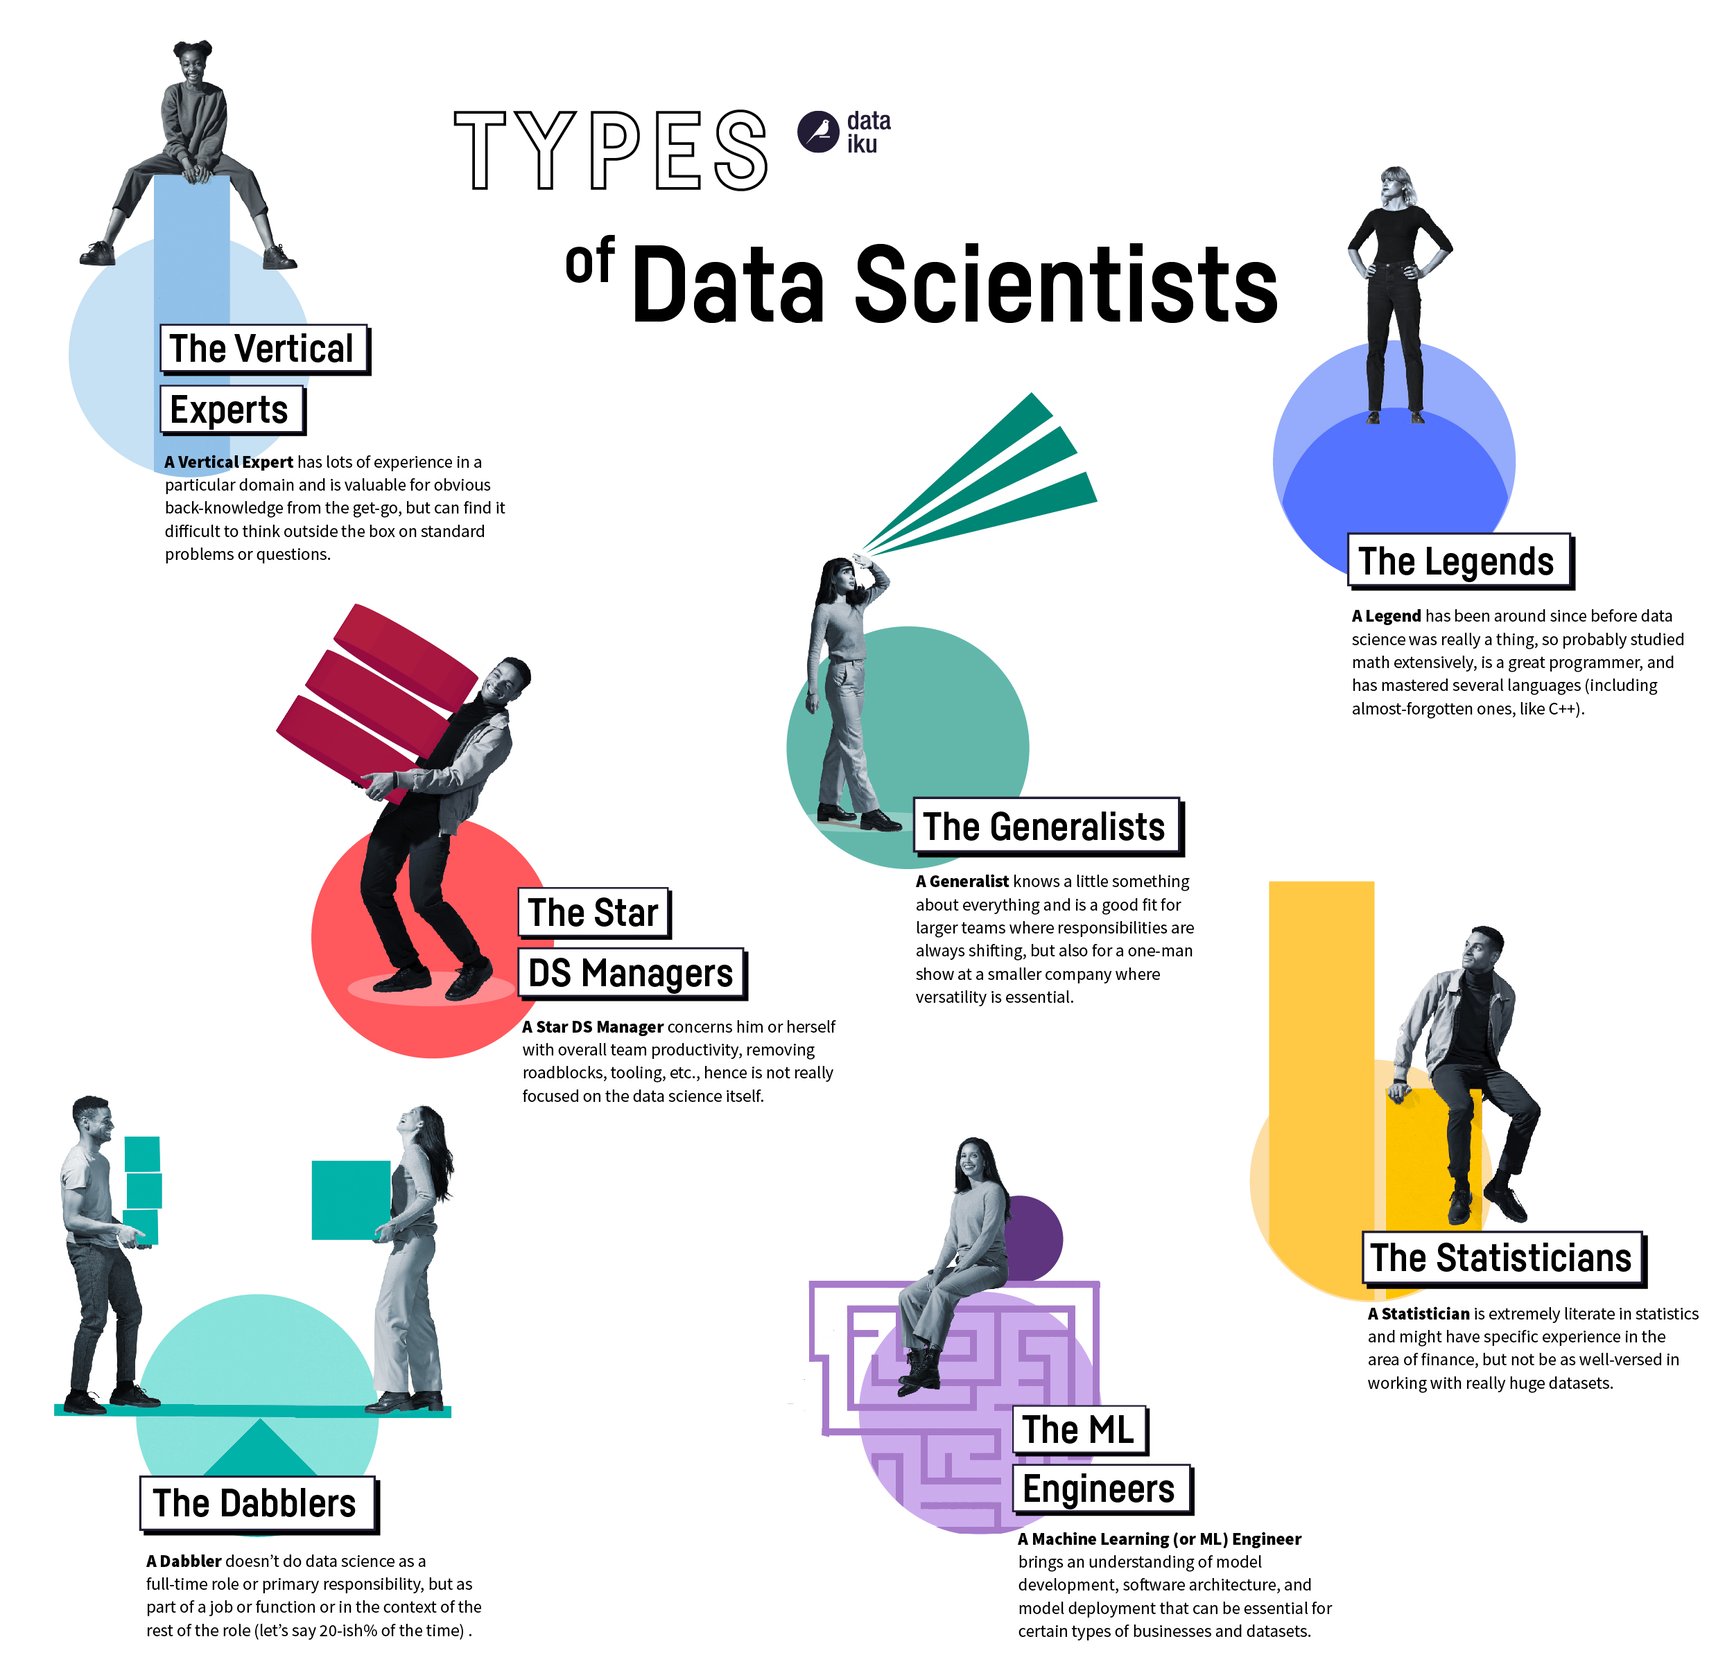 TYPES
data
iku
of Data Scientists
The Vertical
Experts
A Vertical Expert has lots of experience in a
particular domain and is valuable for obvious
back-knowledge from the get-go, but can find it
difficult to think outside the box on standard
problems or questions.
The Legends
A Legend has been around since before data
science was really a thing, so probably studied
math extensively, is a great programmer, and
has mastered several languages (including
almost-forgotten ones, like C++).
The Generalists
A Generalist knows a little something
about everything and is a good fit for
larger teams where responsibilities are
always shifting, but also for a one-man
show at a smaller company where
versatility is essential.
The Star
DS Managers
A Star DS Manager concerns him or herself
with overall team productivity, removing
roadblocks, tooling, etc., hence is not really
focused on the data science itself.
The Statisticians
A Statistician is extremely literate in statistics
and might have specific experience in the
area of finance, but not be as well-versed in
working with really huge datasets.
The Dabblers
A Dabbler doesn't do data science as a
full-time role or primary responsibility, but as
part of a job or function or in the context of the
rest of the role (let's say 20-ish% of the time) .
The ML
Engineers
A Machine Learning (or ML) Engineer
brings an understanding of model
development, software architecture, and
model deployment that can be essential for
certain types of businesses and datasets.